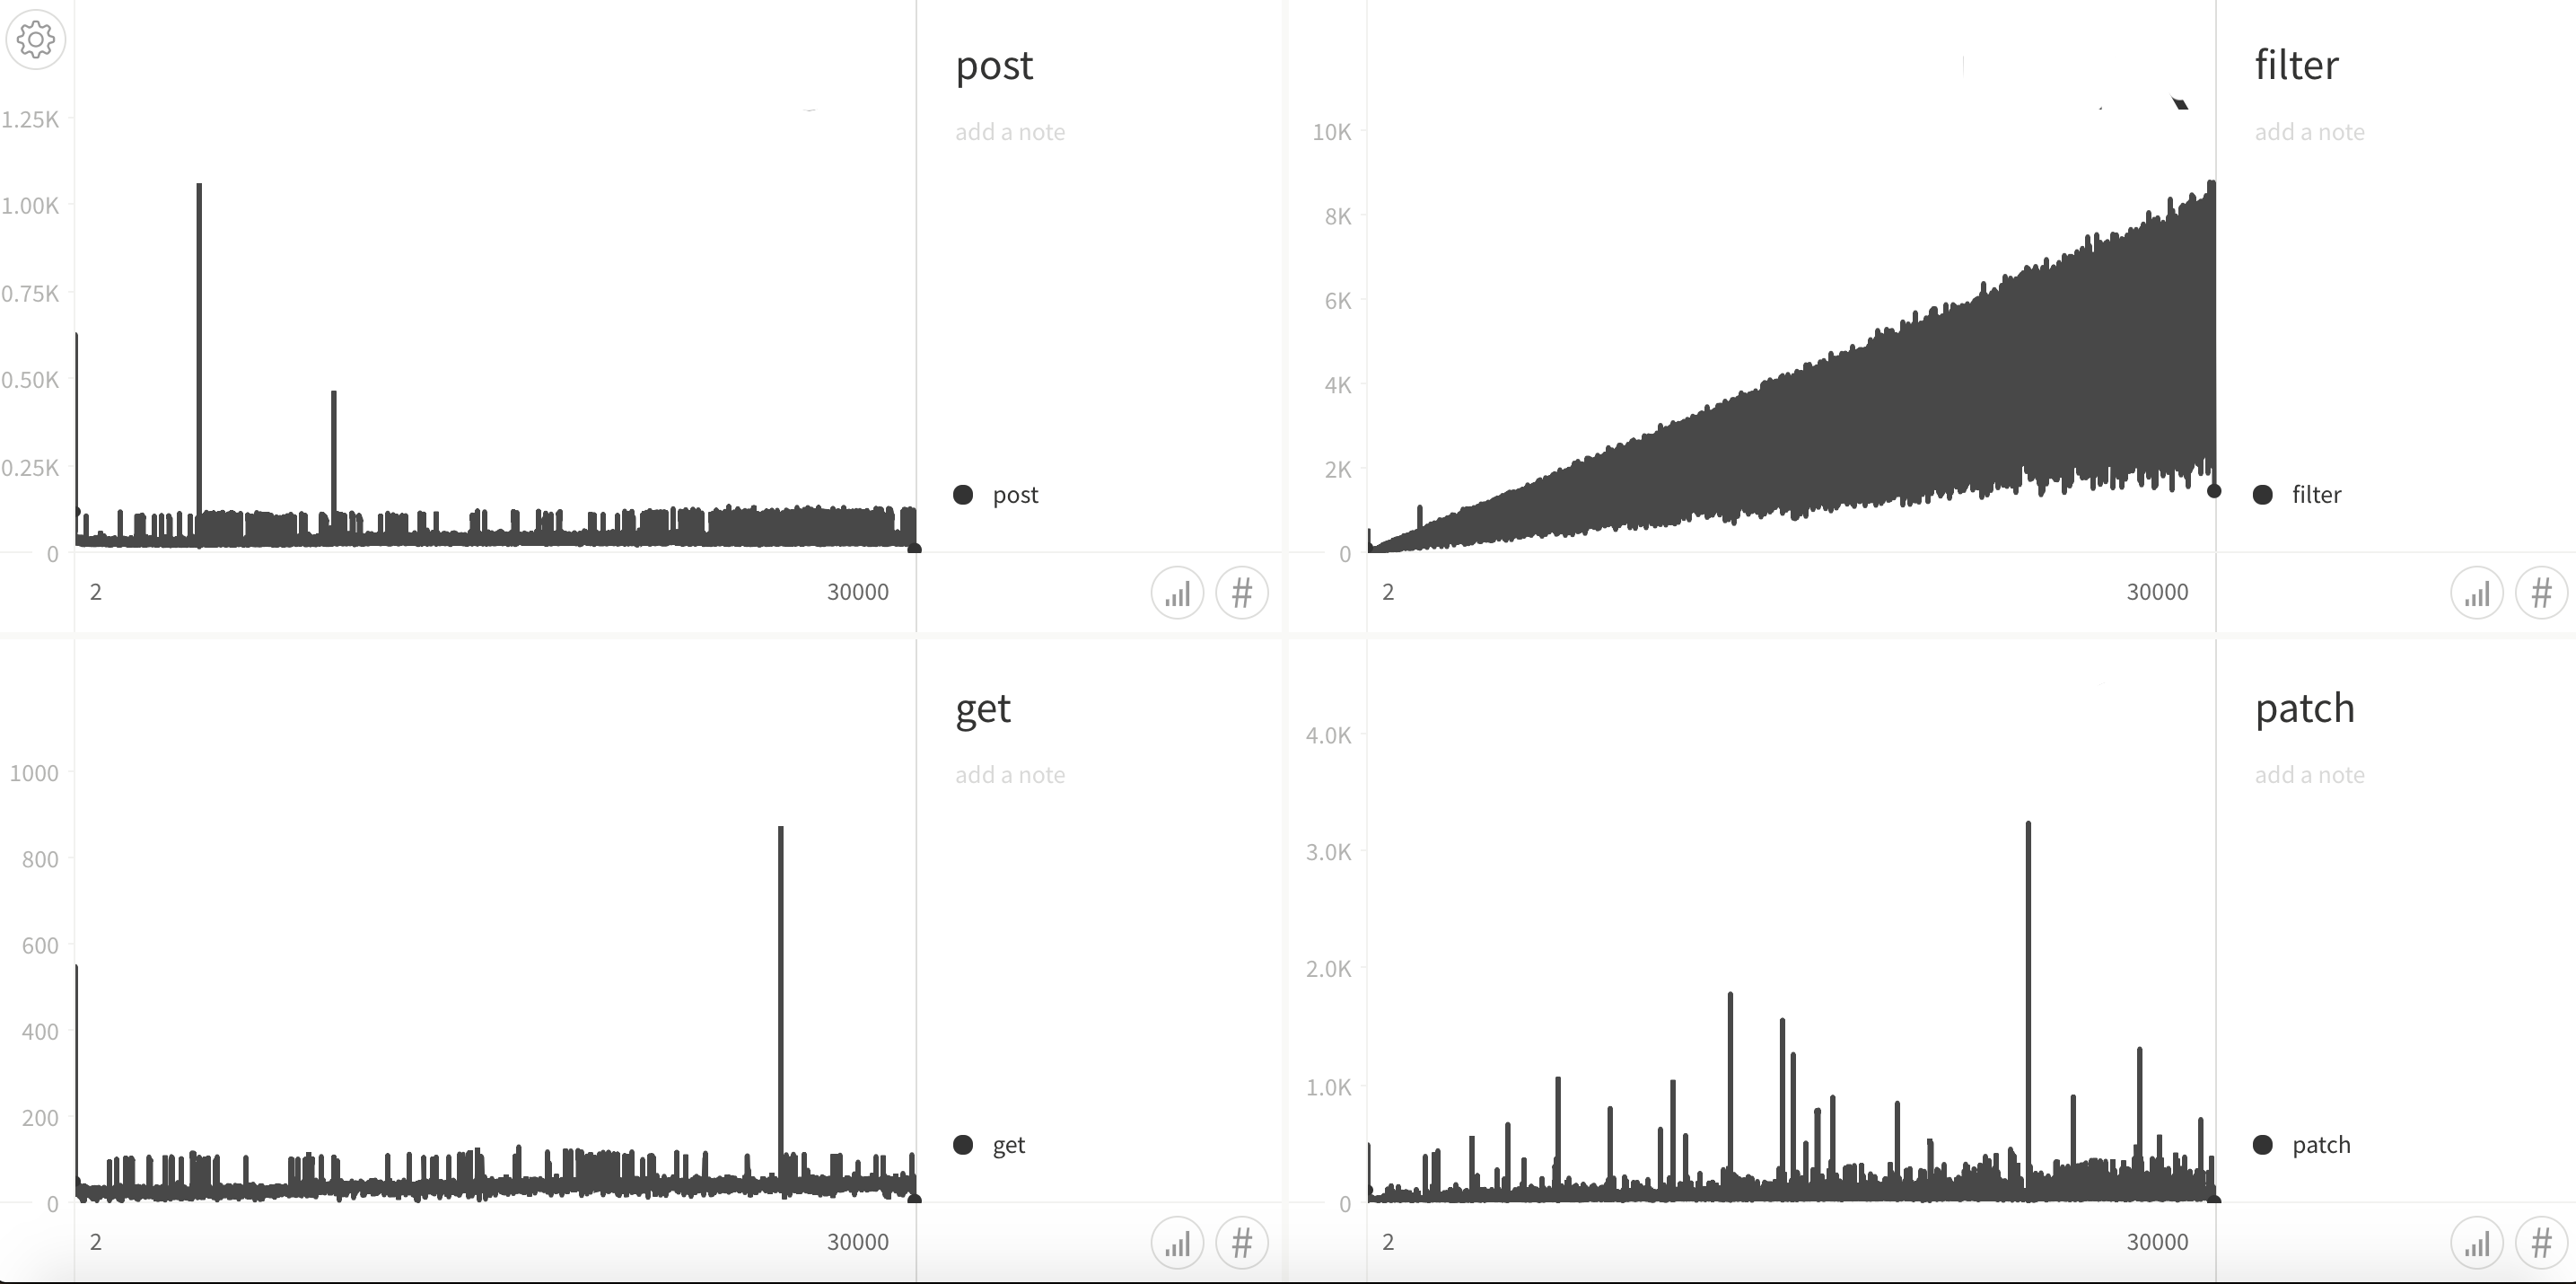 post
add a note
1.25K
1.00K
0.75K
0.50K
0.25K
0
post
2
30000
#
filter
add a note
10K
8K
6K
4K
2K
0
filter
2
30000
#
get
add a note
1000
800
600
400
200
0
get
2
30000
#
patch
add a note
4.0K
3.0K
2.0K
1.0K
0
patch
2
30000
#